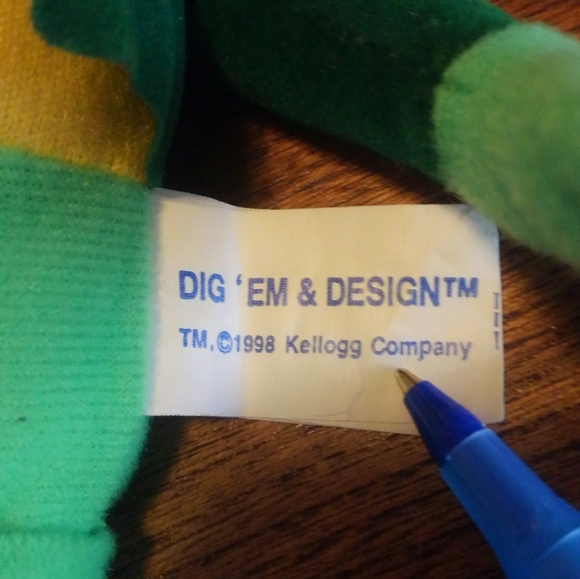 DIG 'EM & DESIGN™
TM.©1998 Kellogg Company